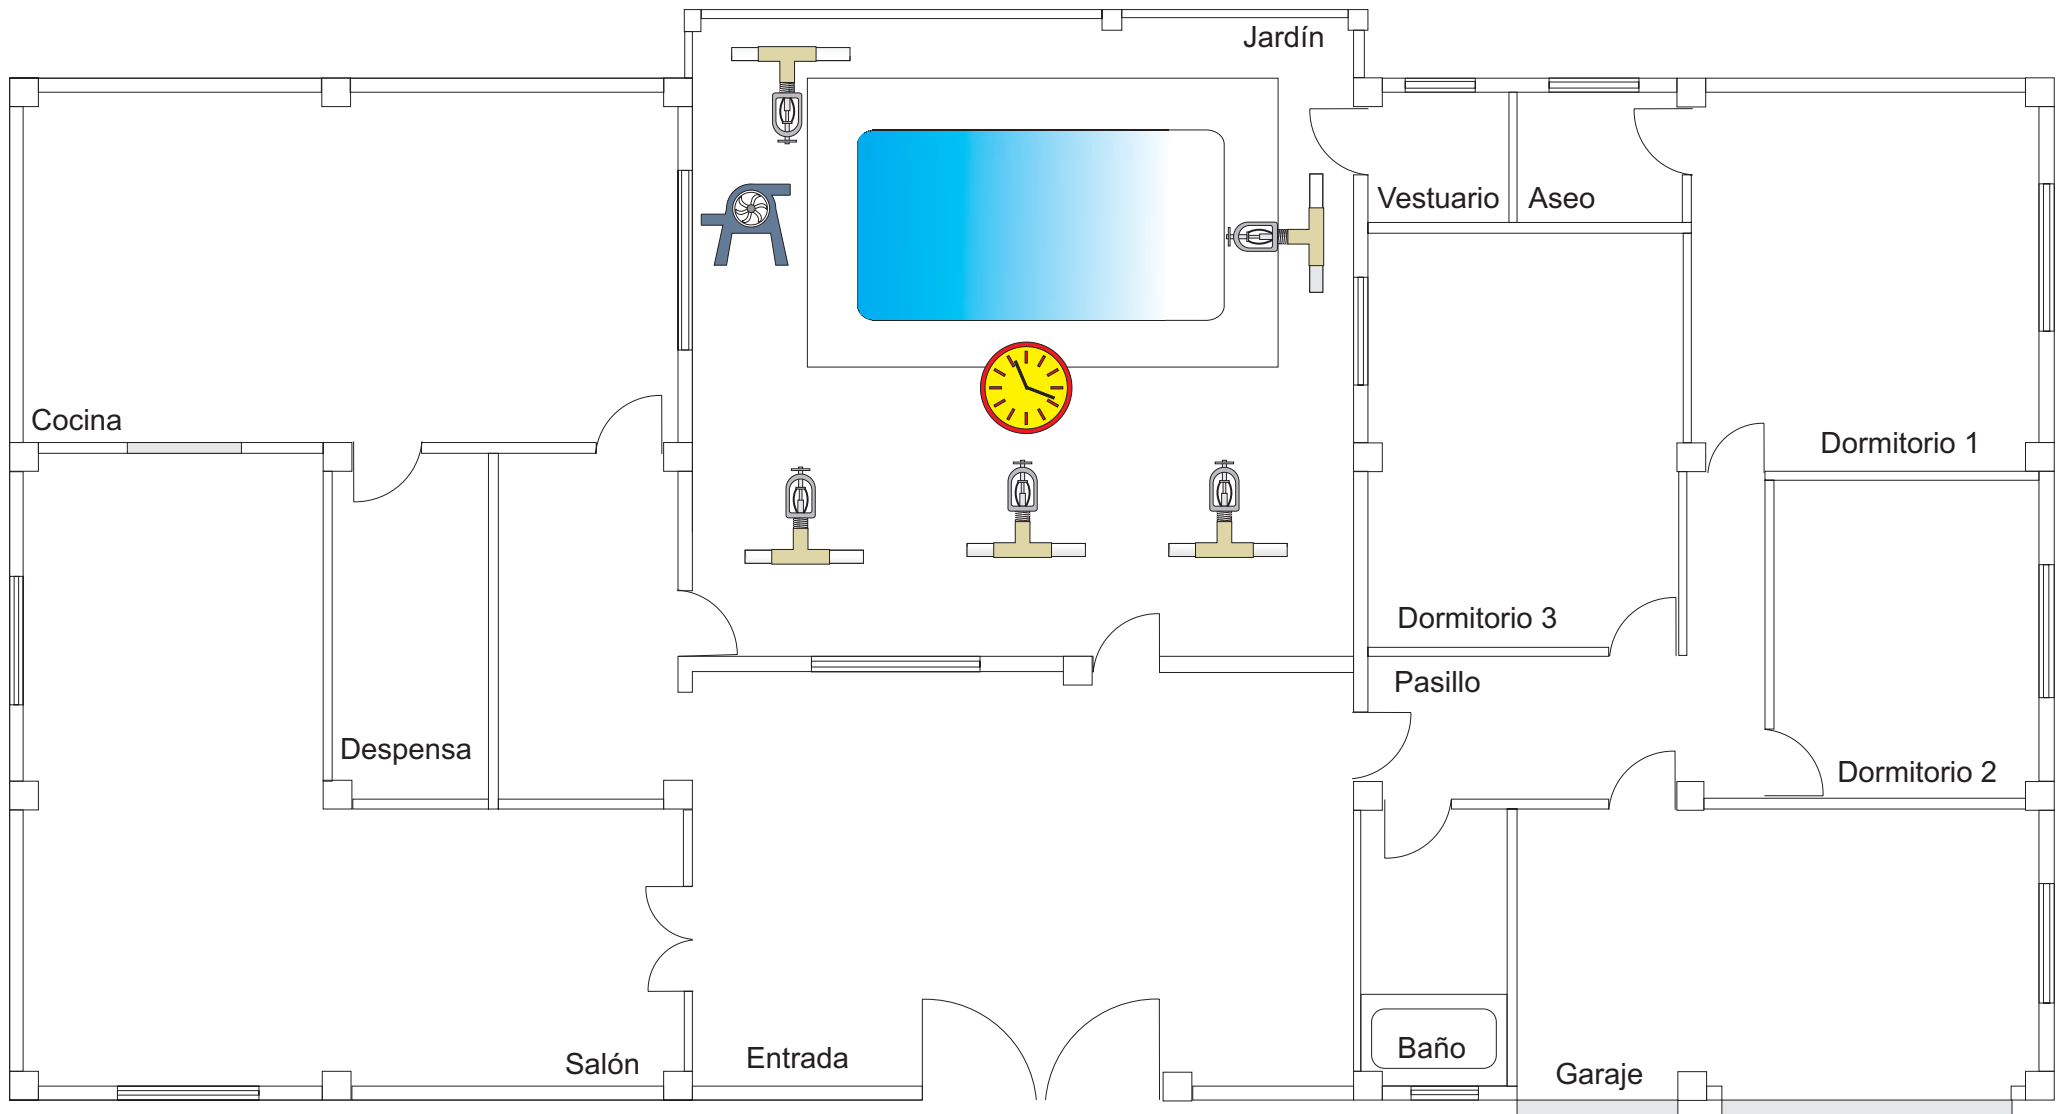 Jardín
Vestuario
Aseo
Cocina
Dormitorio 1
Dormitorio 3
Pasillo
Despensa
Dormitorio 2
Salón
Entrada
Baño
Garaje